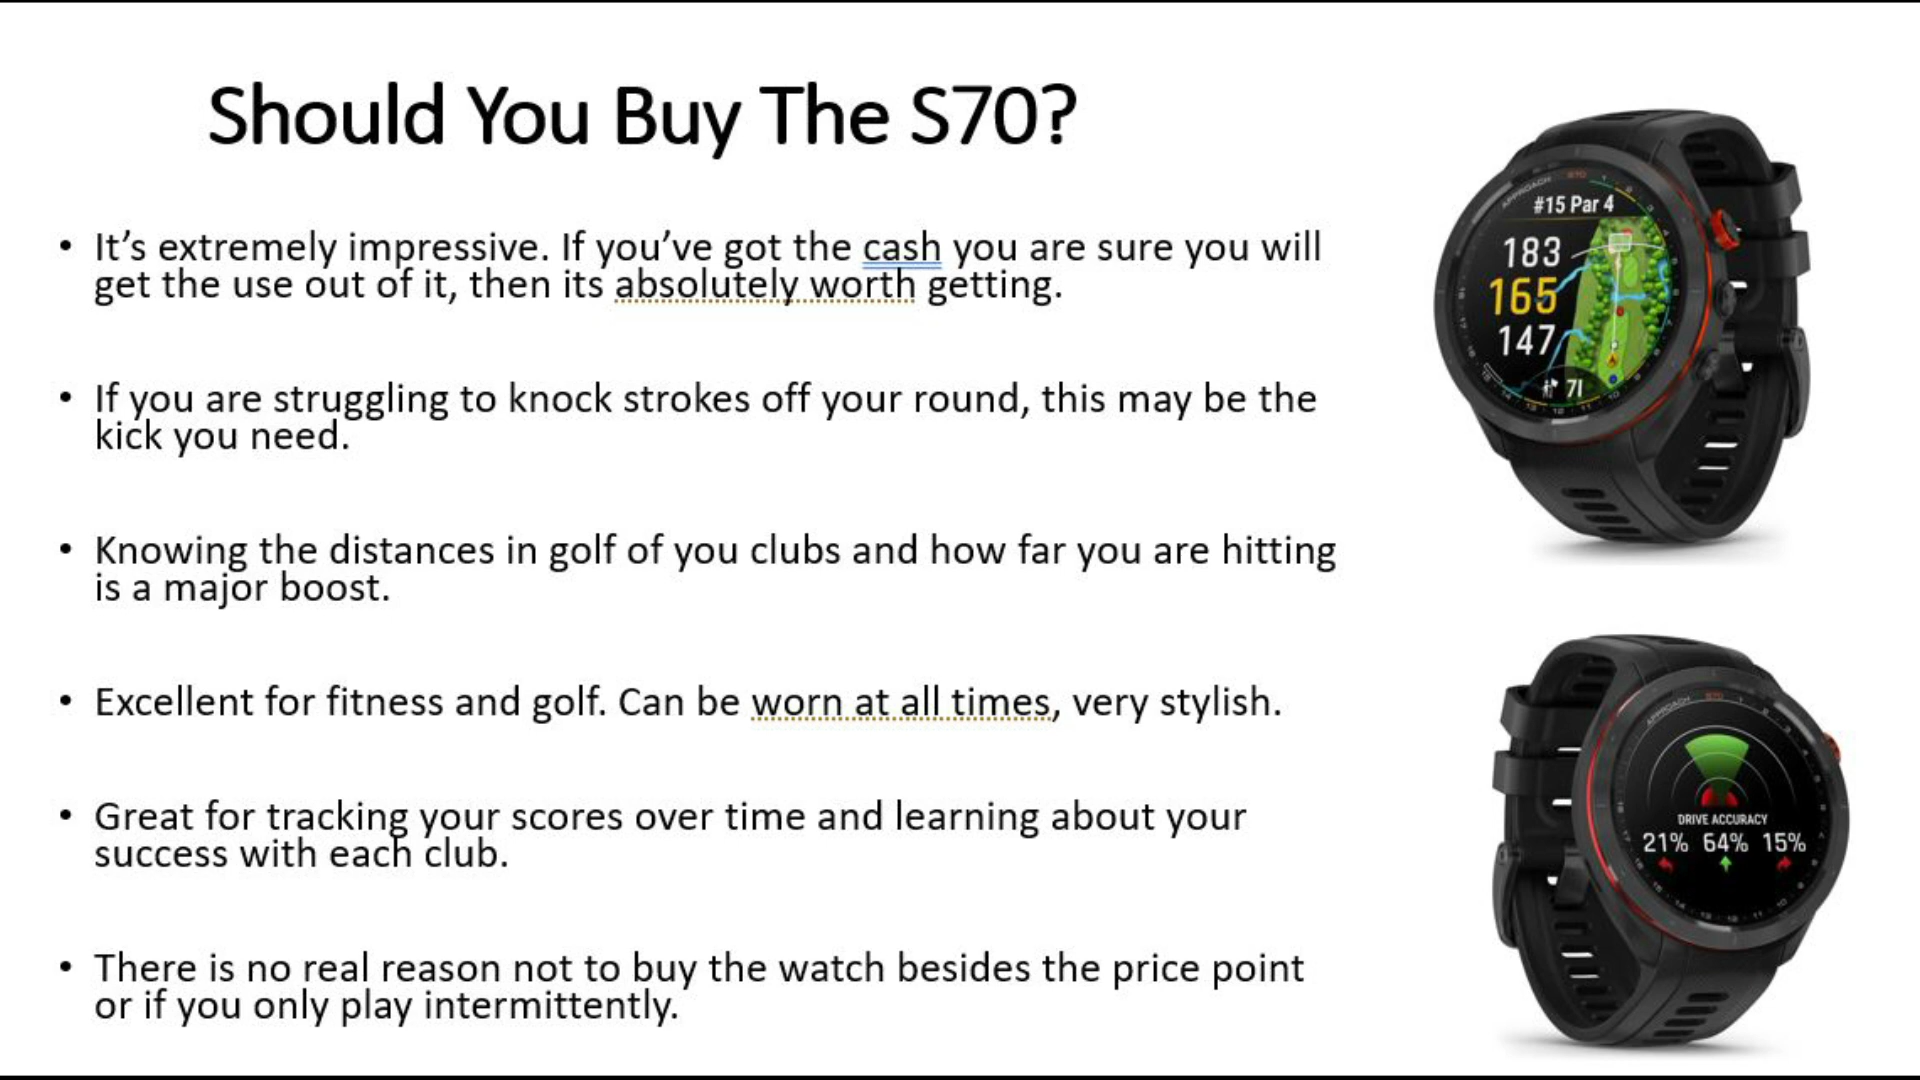 Should You Buy The S70?
• It’s extremely impressive. If you’ve got the cash you are sure you will
get the use out of it, then its absolutely worth getting.
• If you are struggling to knock strokes off your round, this may be the
kick you need.
• Knowing the distances in golf of you clubs and how far you are hitting
is a major boost.
• Excellent for fitness and golf. Can be worn at all times, very stylish.
• Great for tracking your scores over time and learning about your
success with each club.
• There is no real reason not to buy the watch besides the price point
or if you only play intermittently.
APPROACH S70
#15 Par 4
183
165
147
71
APPROACH S70
DRIVE ACCURACY
21% 64% 15%